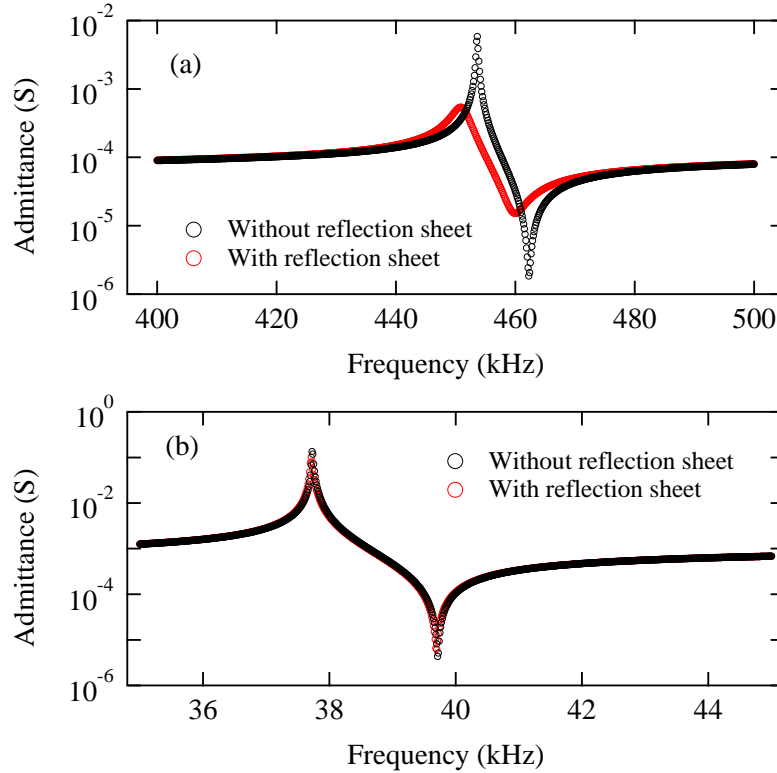 10⁻²
(a)
10⁻³
Admittance (S)
10⁻⁴
10⁻⁵
Without reflection sheet
With reflection sheet
10⁻⁶
400 420 440 460 480 500
Frequency (kHz)
10⁰
(b)
Without reflection sheet
With reflection sheet
10⁻²
Admittance (S)
10⁻⁴
10⁻⁶
36 38 40 42 44
Frequency (kHz)